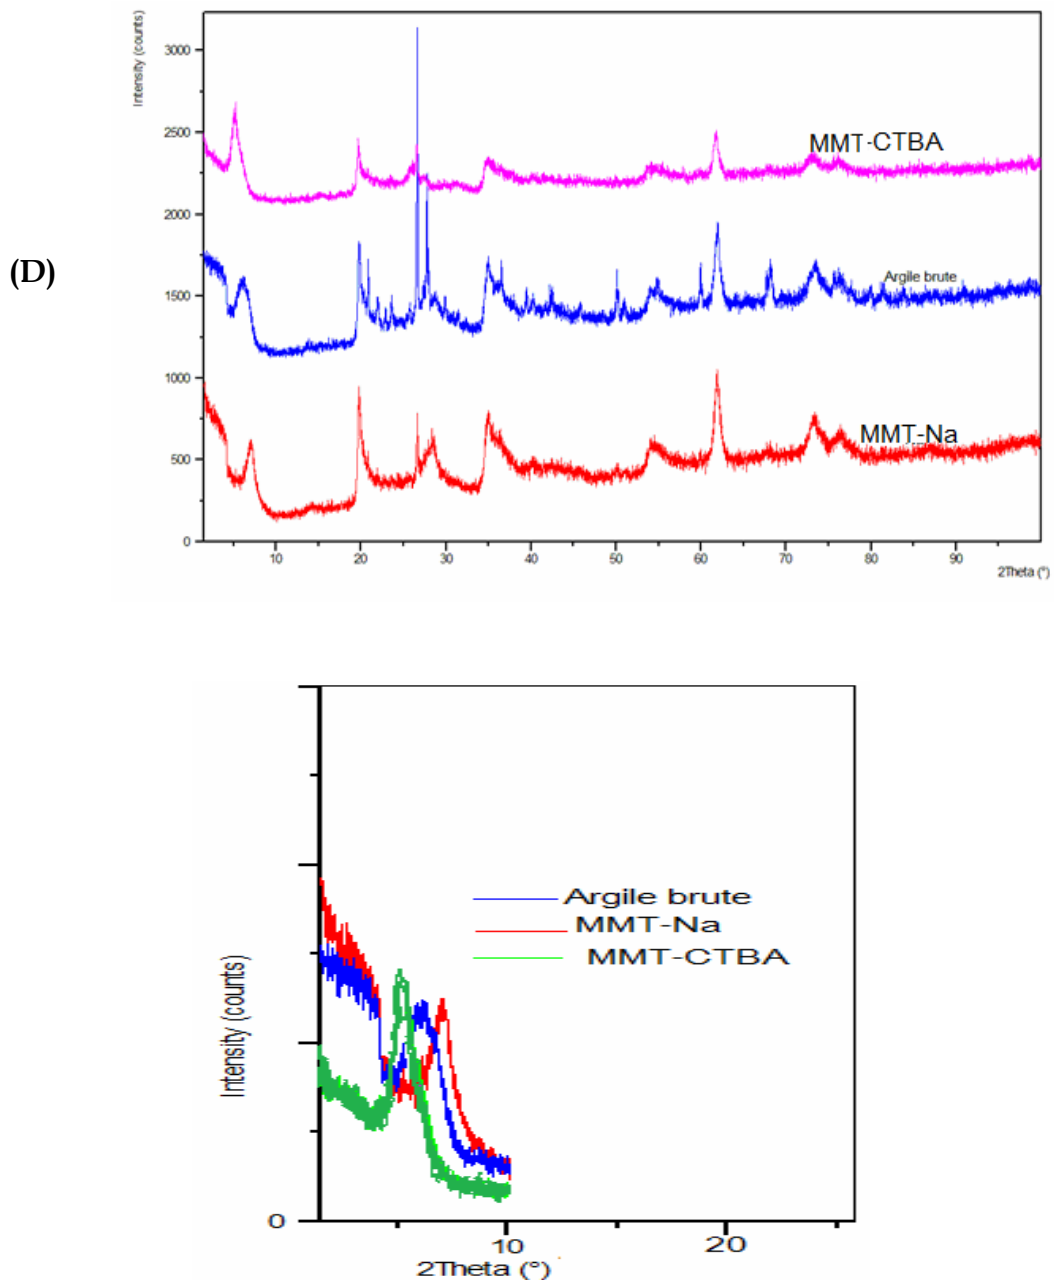 Intensity (counts)
3000
2500
2000
1500
1000
500
0
MMT-CTBA
(D)
Argile brute
MMT-Na
10
20
30
40
50
60
70
80
90
2Theta (°)
Argile brute
MMT-Na
MMT-CTBA
Intensity (counts)
0
10
20
2Theta (°)